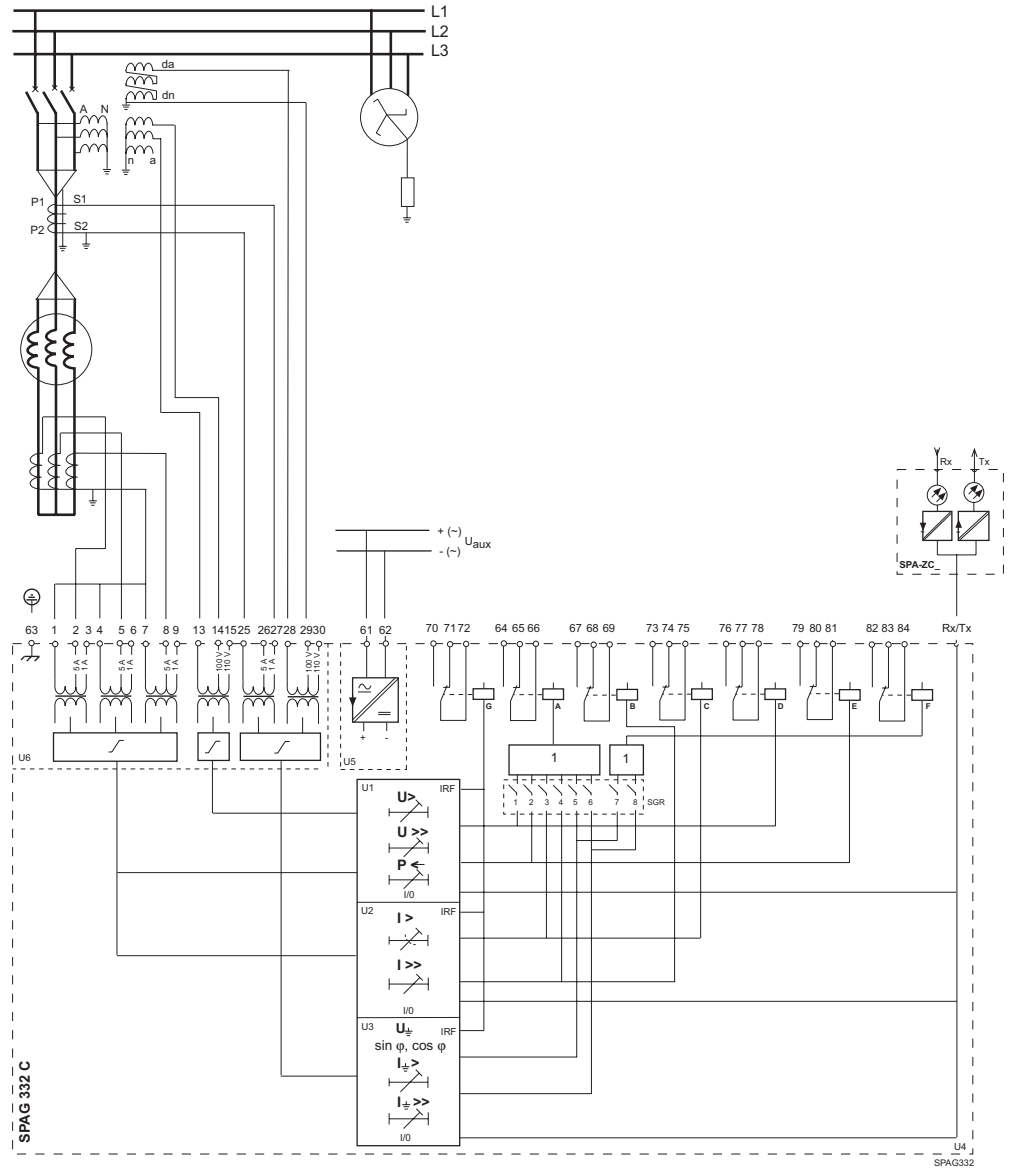 L1
L2
L3
da
dn
A N
n a
P1 S1
P2 S2
Rx Tx
SPA-ZC_
+ (~)
- (~)
Uaux
63 1 2 3 4 5 6 7 8 9 13 14 15 25 26 27 28 29 30 61 62 70 71 72 64 65 66 67 68 69 73 74 75 76 77 78 79 80 81 82 83 84 Rx/Tx
5 A 1 A 5 A 1 A 5 A 1 A 100 V 110 V 5 A 1 A 100 V 110 V
G A B C D E F
+ -
U6 U5
1 1
1 2 3 4 5 6 7 8 SGR
U1 IRF
U>
U >>
P <
I/0
U2 IRF
I >
I >>
I/0
U3 U IRF
sin φ, cos φ
I >
I >>
I/0
SPAG 332 C
U4
SPAG332